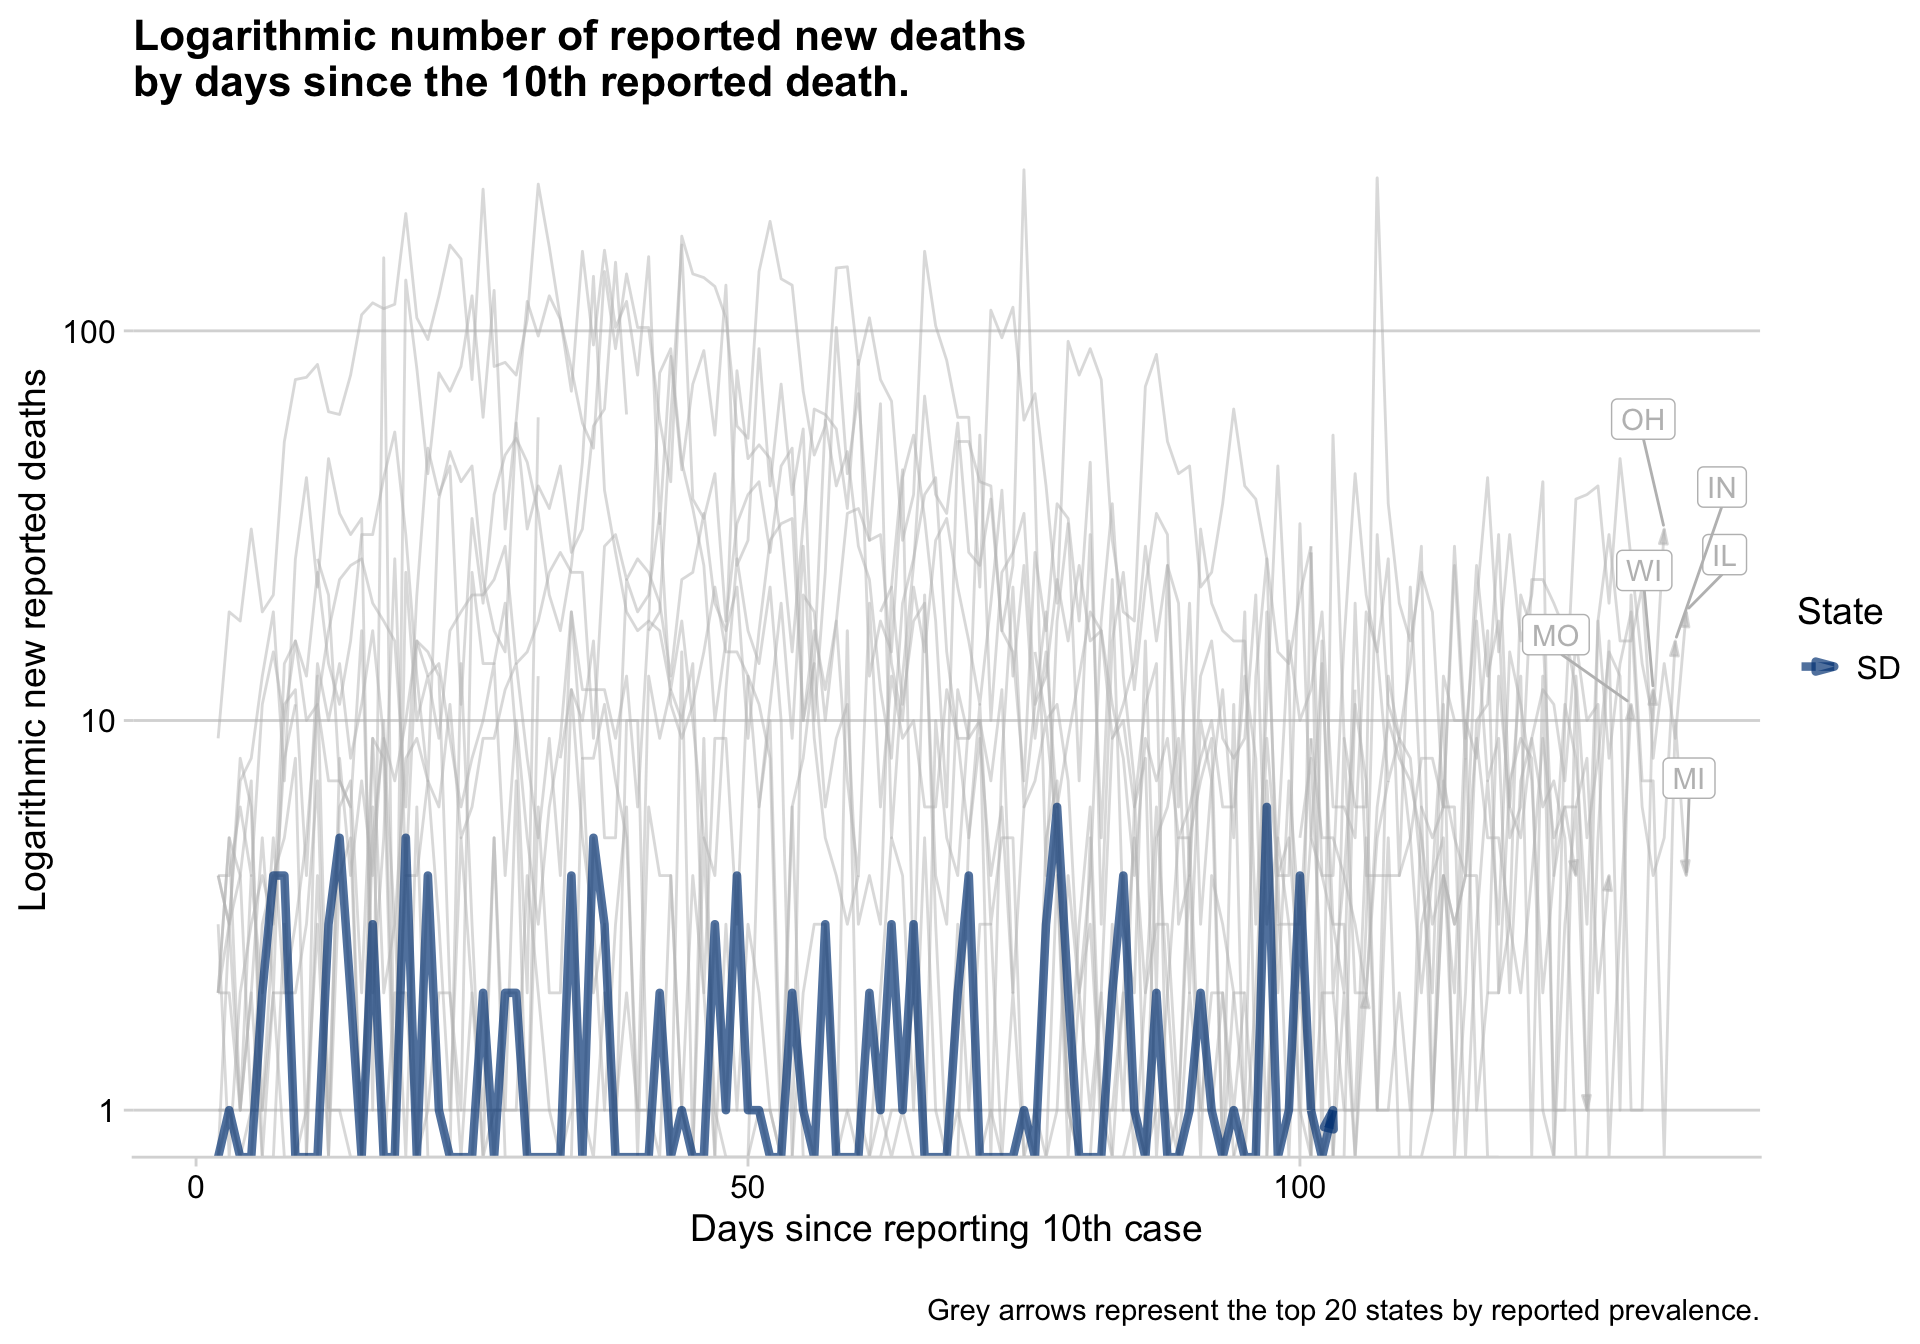 Logarithmic number of reported new deaths
by days since the 10th reported death.
Logarithmic new reported deaths
100
10
1
OH
IN
IL
WI
MO
MI
State
SD
0
50
100
Days since reporting 10th case
Grey arrows represent the top 20 states by reported prevalence.